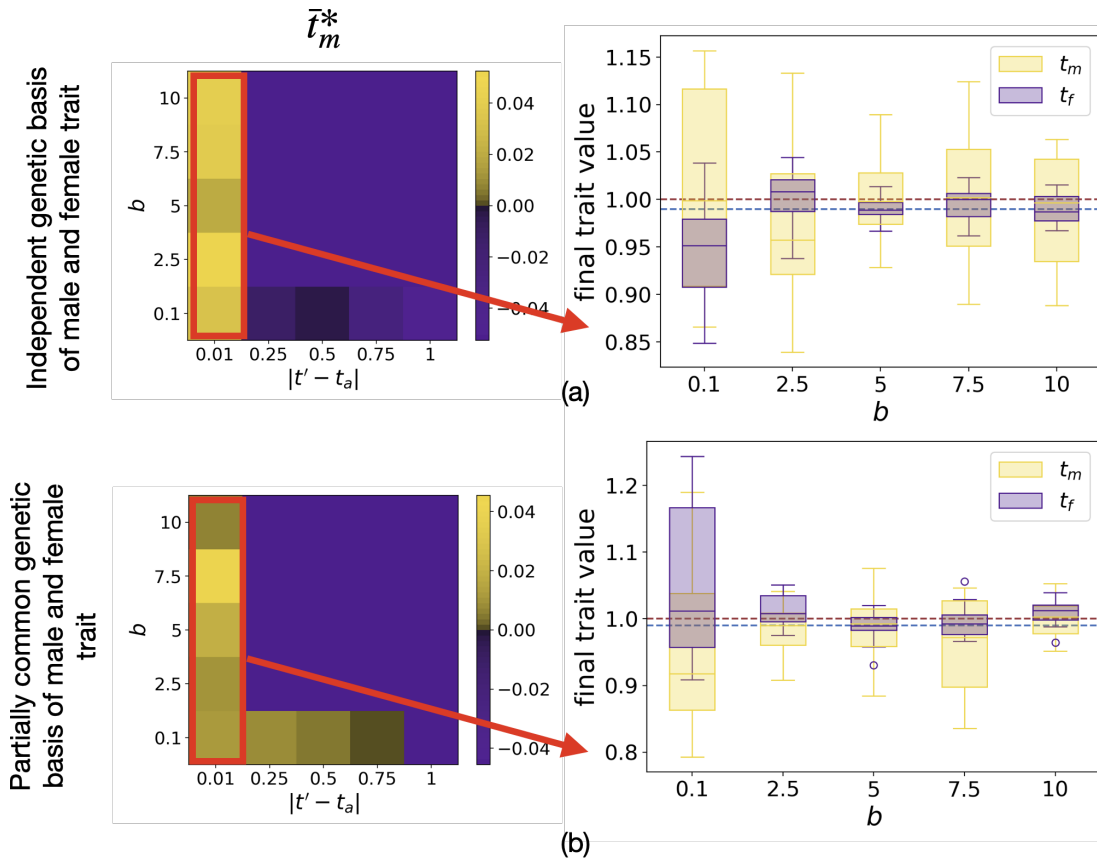 t̄*ₘ
Independent genetic basis
of male and female trait
b
10
7.5
5
2.5
0.1
0.01 0.25 0.5 0.75 1
|t′ − tₐ|
0.04
0.02
0.00
−0.02
−0.04
final trait value
1.15
1.10
1.05
1.00
0.95
0.90
0.85
tₘ
t_f
0.1 2.5 5 7.5 10
b
(a)
Partially common genetic
basis of male and female
trait
b
10
7.5
5
2.5
0.1
0.01 0.25 0.5 0.75 1
|t′ − tₐ|
0.04
0.02
0.00
−0.02
−0.04
final trait value
1.2
1.1
1.0
0.9
0.8
tₘ
t_f
0.1 2.5 5 7.5 10
b
(b)